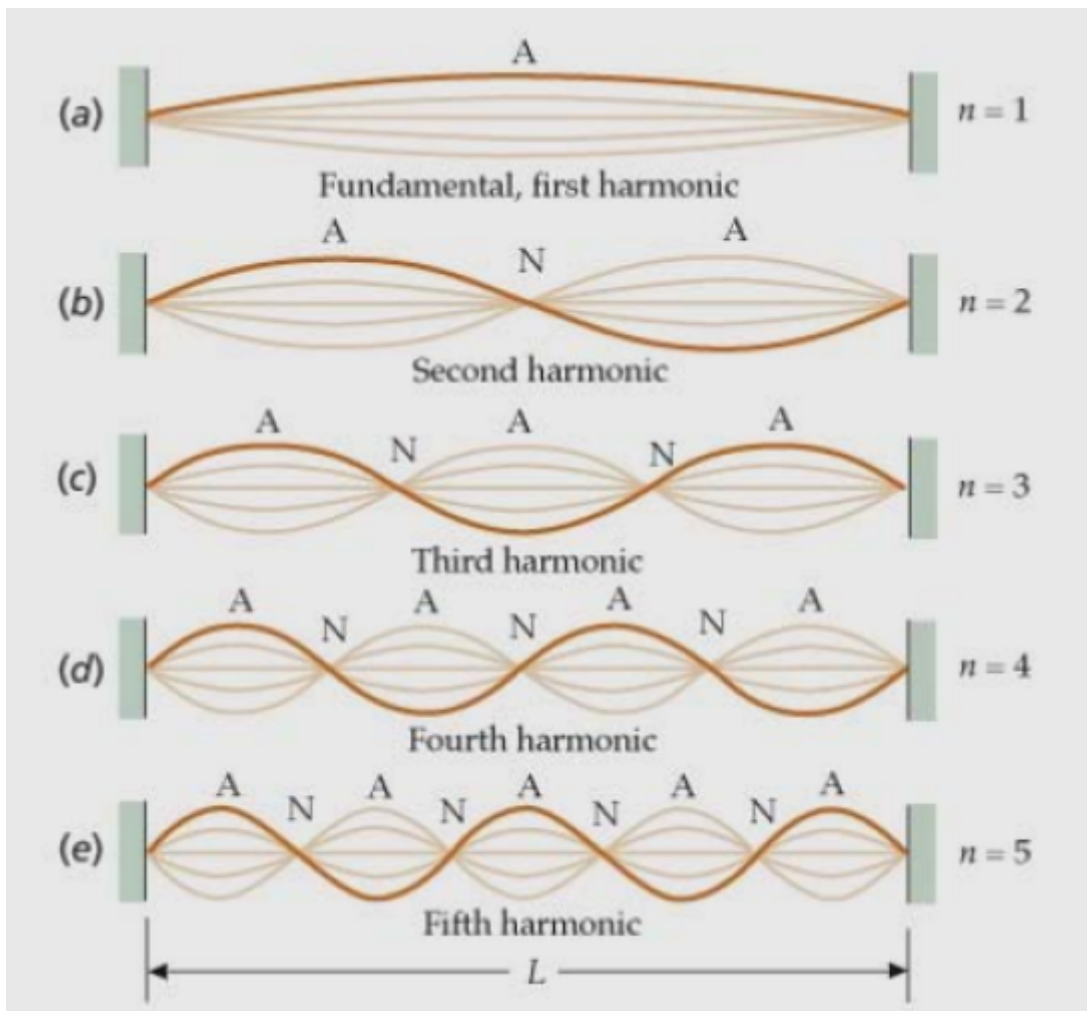 A
(a) n = 1
Fundamental, first harmonic
A A
N
(b) n = 2
Second harmonic
A A A
N N
(c) n = 3
Third harmonic
A A A A
N N N
(d) n = 4
Fourth harmonic
A A A A A
N N N N
(e) n = 5
Fifth harmonic
L